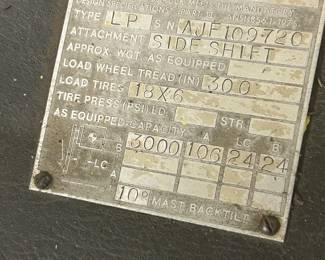 TYPE LP S N AJF109720
ATTACHMENT SIDE SHIFT
APPROX. WGT AS EQUIPPED
LOAD WHEEL TREAD (IN) 30.0
LOAD TIRES 18X6
TIRE PRESS (PSI) LD. STR.
AS EQUIPPED CAPACITY A LC B
B 3000 106 24 24
LC
A
10° MAST BACKTILT